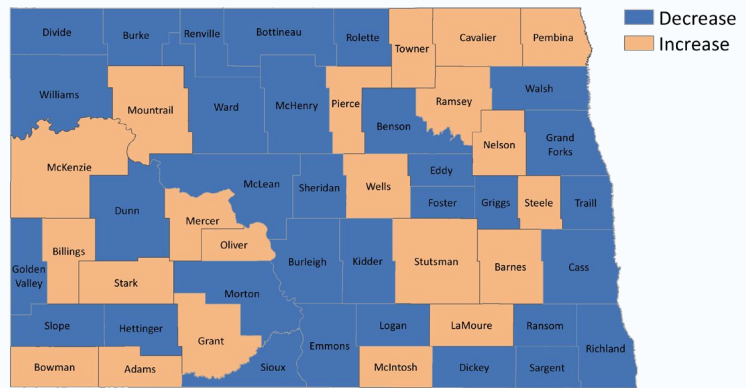 Divide
Burke
Renville
Bottineau
Rolette
Towner
Cavalier
Pembina
Decrease
Increase
Williams
Mountrail
Ward
McHenry
Pierce
Benson
Ramsey
Walsh
Nelson
Grand
Forks
McKenzie
Dunn
McLean
Sheridan
Wells
Eddy
Foster
Griggs
Steele
Traill
Mercer
Oliver
Golden
Valley
Billings
Stark
Morton
Burleigh
Kidder
Stutsman
Barnes
Cass
Slope
Hettinger
Grant
Emmons
Logan
LaMoure
Ransom
Richland
Bowman
Adams
Sioux
McIntosh
Dickey
Sargent